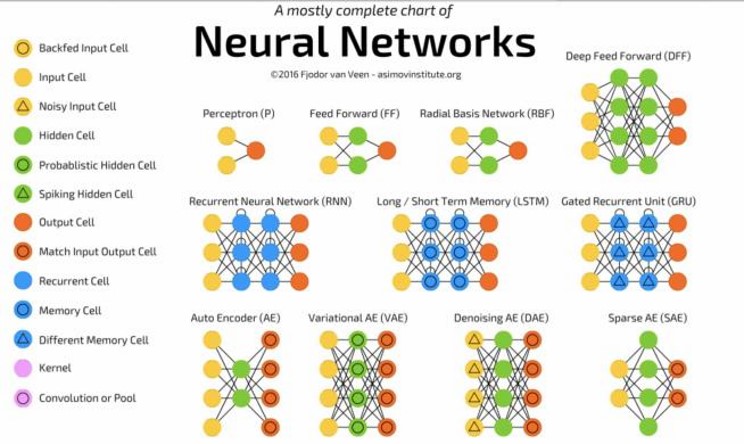 A mostly complete chart of
Neural Networks
©2016 Fjodor van Veen - asimovinstitute.org
Backfed Input Cell
Input Cell
Noisy Input Cell
Hidden Cell
Probablistic Hidden Cell
Spiking Hidden Cell
Output Cell
Match Input Output Cell
Recurrent Cell
Memory Cell
Different Memory Cell
Kernel
Convolution or Pool
Perceptron (P)
Feed Forward (FF)
Radial Basis Network (RBF)
Deep Feed Forward (DFF)
Recurrent Neural Network (RNN)
Long / Short Term Memory (LSTM)
Gated Recurrent Unit (GRU)
Auto Encoder (AE)
Variational AE (VAE)
Denoising AE (DAE)
Sparse AE (SAE)